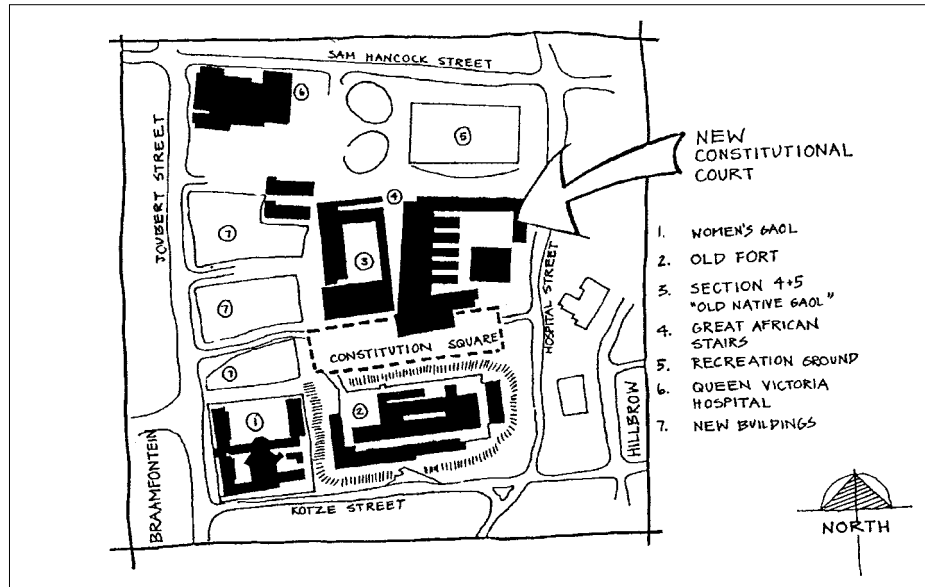 SAM HANCOCK STREET
6
5
JOUBERT STREET
4
7
3
7
CONSTITUTION SQUARE
HOSPITAL STREET
7
1
2
BRAAMFONTEIN
HILLBROW
KOTZE STREET
NEW
CONSTITUTIONAL
COURT
1. WOMEN'S GAOL
2. OLD FORT
3. SECTION 4+5
"OLD NATIVE GAOL"
4. GREAT AFRICAN
STAIRS
5. RECREATION GROUND
6. QUEEN VICTORIA
HOSPITAL
7. NEW BUILDINGS
NORTH